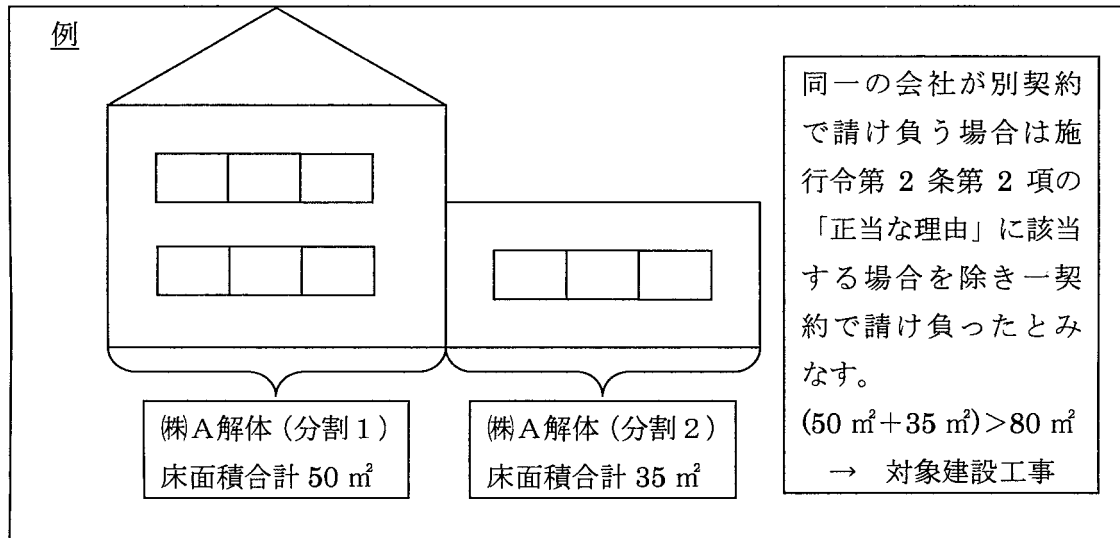 例
同一の会社が別契約
で請け負う場合は施
行令第 2 条第 2 項の
「正当な理由」に該当
する場合を除き一契
約で請け負ったとみ
なす。
(50 ㎡+35 ㎡)>80 ㎡
→ 対象建設工事
㈱A解体(分割1)
床面積合計 50 ㎡
㈱A解体(分割2)
床面積合計 35 ㎡